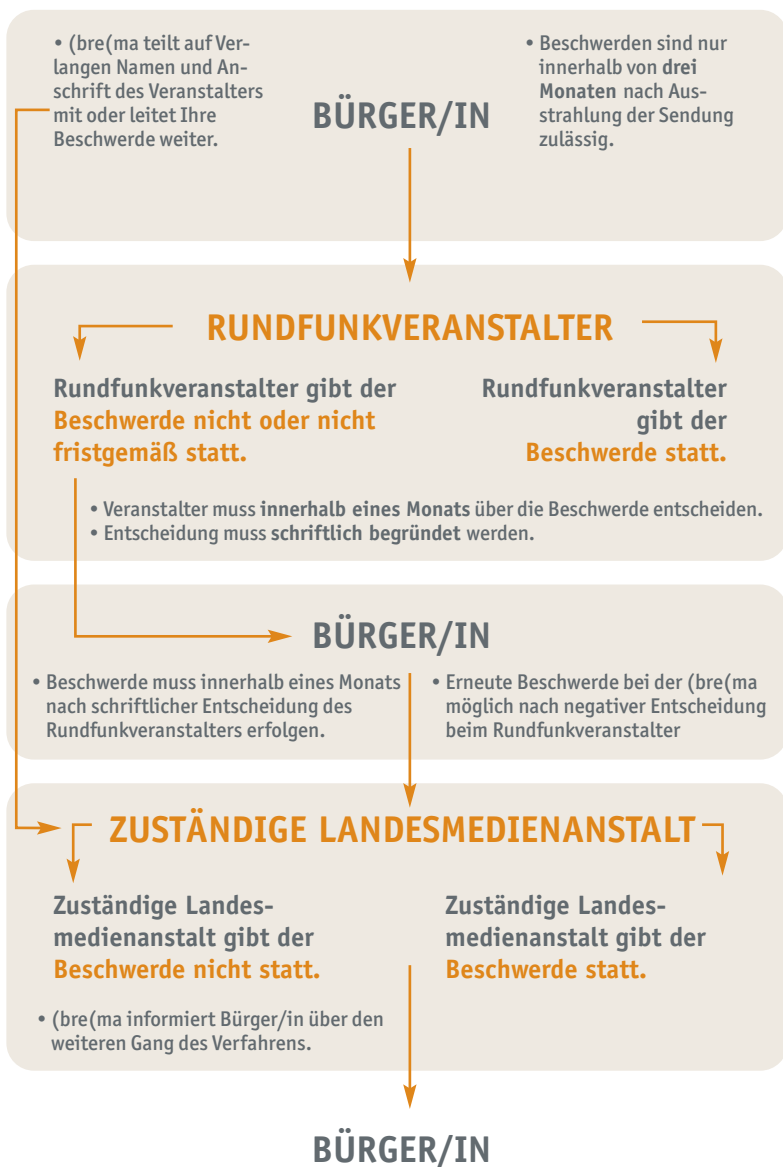 • (bre(ma teilt auf Ver-
langen Namen und An-
schrift des Veranstalters
mit oder leitet Ihre
Beschwerde weiter.
BÜRGER/IN
• Beschwerden sind nur
innerhalb von drei
Monaten nach Aus-
strahlung der Sendung
zulässig.
RUNDFUNKVERANSTALTER
Rundfunkveranstalter gibt der
Beschwerde nicht oder nicht
fristgemäß statt.
Rundfunkveranstalter
gibt der
Beschwerde statt.
• Veranstalter muss innerhalb eines Monats über die Beschwerde entscheiden.
• Entscheidung muss schriftlich begründet werden.
BÜRGER/IN
• Beschwerde muss innerhalb eines Monats
nach schriftlicher Entscheidung des
Rundfunkveranstalters erfolgen.
• Erneute Beschwerde bei der (bre(ma
möglich nach negativer Entscheidung
beim Rundfunkveranstalter
ZUSTÄNDIGE LANDESMEDIENANSTALT
Zuständige Landes-
medienanstalt gibt der
Beschwerde nicht statt.
Zuständige Landes-
medienanstalt gibt der
Beschwerde statt.
• (bre(ma informiert Bürger/in über den
weiteren Gang des Verfahrens.
BÜRGER/IN